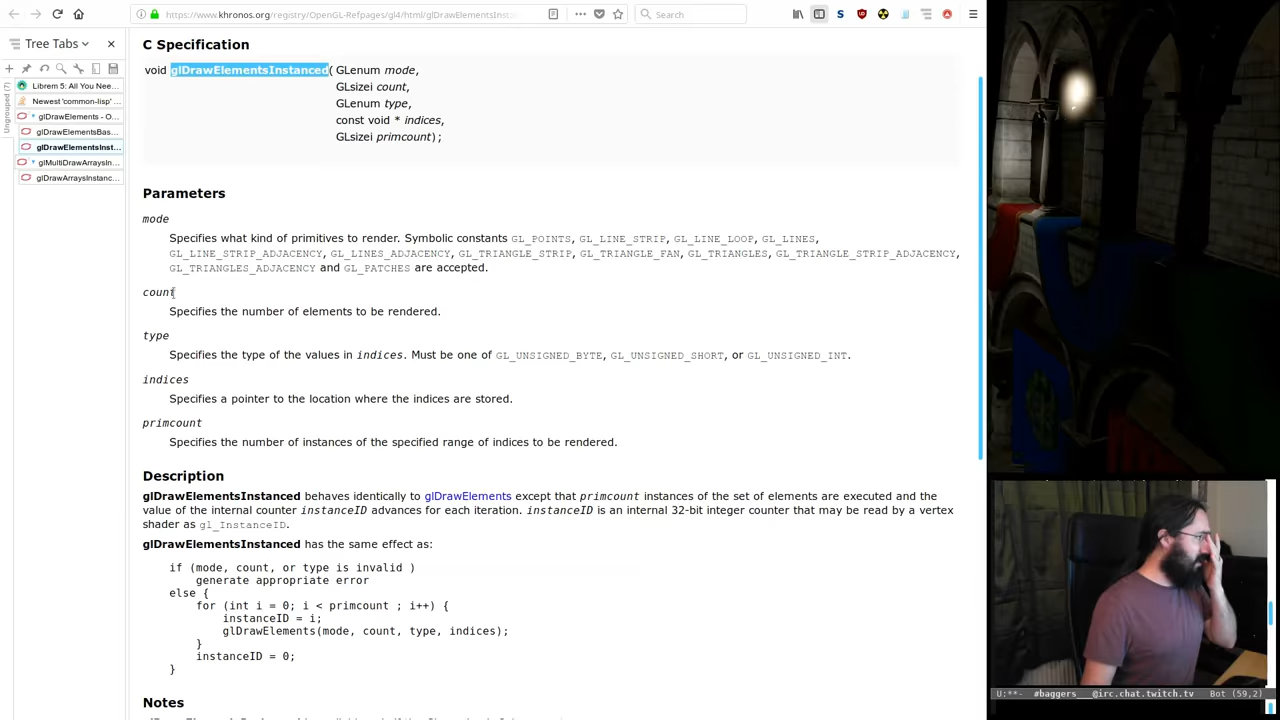 https://www.khronos.org/registry/OpenGL-Refpages/gl4/html/glDrawElementsInst
Search
Tree Tabs
Ungrouped (7)
Librem 5: All You Nee...
Newest 'common-lisp' ...
glDrawElements - O...
glDrawElementsBas...
glDrawElementsInst...
glMultiDrawArraysIn...
glDrawArraysInstanc...
C Specification
void glDrawElementsInstanced( GLenum mode,
GLsizei count,
GLenum type,
const void * indices,
GLsizei primcount);
Parameters
mode
Specifies what kind of primitives to render. Symbolic constants GL_POINTS, GL_LINE_STRIP, GL_LINE_LOOP, GL_LINES,
GL_LINE_STRIP_ADJACENCY, GL_LINES_ADJACENCY, GL_TRIANGLE_STRIP, GL_TRIANGLE_FAN, GL_TRIANGLES, GL_TRIANGLE_STRIP_ADJACENCY,
GL_TRIANGLES_ADJACENCY and GL_PATCHES are accepted.
count
Specifies the number of elements to be rendered.
type
Specifies the type of the values in indices. Must be one of GL_UNSIGNED_BYTE, GL_UNSIGNED_SHORT, or GL_UNSIGNED_INT.
indices
Specifies a pointer to the location where the indices are stored.
primcount
Specifies the number of instances of the specified range of indices to be rendered.
Description
glDrawElementsInstanced behaves identically to glDrawElements except that primcount instances of the set of elements are executed and the
value of the internal counter instanceID advances for each iteration. instanceID is an internal 32-bit integer counter that may be read by a vertex
shader as gl_InstanceID.
glDrawElementsInstanced has the same effect as:
if (mode, count, or type is invalid )
generate appropriate error
else {
for (int i = 0; i < primcount ; i++) {
instanceID = i;
glDrawElements(mode, count, type, indices);
}
instanceID = 0;
}
Notes
U:**- #baggers___@irc.chat.twitch.tv Bot (59,2)